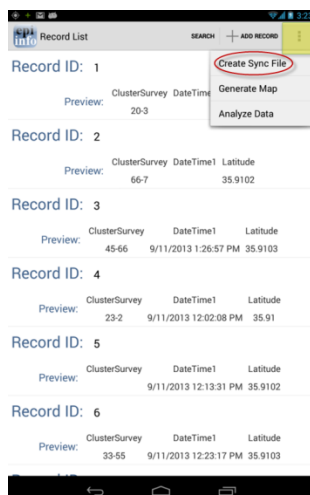 3:23
epi info Record List SEARCH ADD RECORD
Create Sync File
Generate Map
Analyze Data
Record ID: 1
ClusterSurvey DateTime
Preview:
20-3
Record ID: 2
ClusterSurvey DateTime1 Latitude
Preview:
66-7 35.9102
Record ID: 3
ClusterSurvey DateTime1 Latitude
Preview:
45-66 9/11/2013 1:26:57 PM 35.9103
Record ID: 4
ClusterSurvey DateTime1 Latitude
Preview:
23-2 9/11/2013 12:02:08 PM 35.91
Record ID: 5
ClusterSurvey DateTime1 Latitude
Preview:
9/11/2013 12:13:31 PM 35.9102
Record ID: 6
ClusterSurvey DateTime1 Latitude
Preview:
33-55 9/11/2013 12:23:17 PM 35.9103